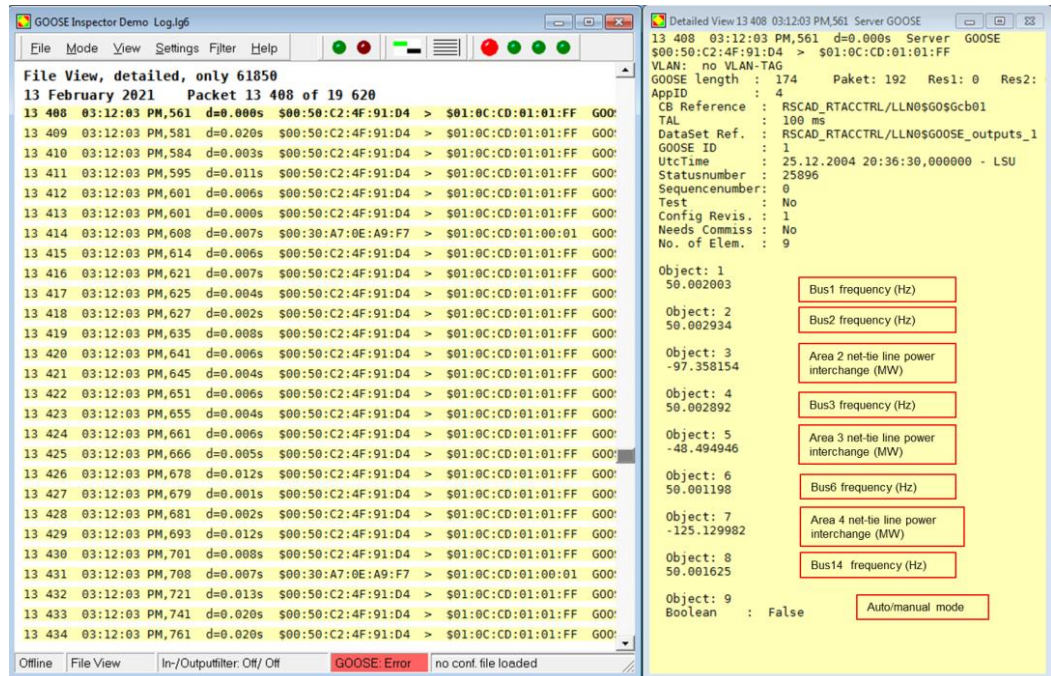 GOOSE Inspector Demo Log.lg6
File Mode View Settings Filter Help
File View, detailed, only 61850
13 February 2021 Packet 13 408 of 19 620
13 408 03:12:03 PM,561 d=0.000s $00:50:C2:4F:91:D4 > $01:0C:CD:01:01:FF GOO
13 409 03:12:03 PM,581 d=0.020s $00:50:C2:4F:91:D4 > $01:0C:CD:01:01:FF GOO
13 410 03:12:03 PM,584 d=0.003s $00:50:C2:4F:91:D4 > $01:0C:CD:01:01:FF GOO
13 411 03:12:03 PM,595 d=0.011s $00:50:C2:4F:91:D4 > $01:0C:CD:01:01:FF GOO
13 412 03:12:03 PM,601 d=0.006s $00:50:C2:4F:91:D4 > $01:0C:CD:01:01:FF GOO
13 413 03:12:03 PM,601 d=0.000s $00:50:C2:4F:91:D4 > $01:0C:CD:01:01:FF GOO
13 414 03:12:03 PM,608 d=0.007s $00:30:A7:0E:A9:F7 > $01:0C:CD:01:00:01 GOO
13 415 03:12:03 PM,614 d=0.006s $00:50:C2:4F:91:D4 > $01:0C:CD:01:01:FF GOO
13 416 03:12:03 PM,621 d=0.007s $00:50:C2:4F:91:D4 > $01:0C:CD:01:01:FF GOO
13 417 03:12:03 PM,625 d=0.004s $00:50:C2:4F:91:D4 > $01:0C:CD:01:01:FF GOO
13 418 03:12:03 PM,627 d=0.002s $00:50:C2:4F:91:D4 > $01:0C:CD:01:01:FF GOO
13 419 03:12:03 PM,635 d=0.008s $00:50:C2:4F:91:D4 > $01:0C:CD:01:01:FF GOO
13 420 03:12:03 PM,641 d=0.006s $00:50:C2:4F:91:D4 > $01:0C:CD:01:01:FF GOO
13 421 03:12:03 PM,645 d=0.004s $00:50:C2:4F:91:D4 > $01:0C:CD:01:01:FF GOO
13 422 03:12:03 PM,651 d=0.006s $00:50:C2:4F:91:D4 > $01:0C:CD:01:01:FF GOO
13 423 03:12:03 PM,655 d=0.004s $00:50:C2:4F:91:D4 > $01:0C:CD:01:01:FF GOO
13 424 03:12:03 PM,661 d=0.006s $00:50:C2:4F:91:D4 > $01:0C:CD:01:01:FF GOO
13 425 03:12:03 PM,666 d=0.005s $00:50:C2:4F:91:D4 > $01:0C:CD:01:01:FF GOO
13 426 03:12:03 PM,678 d=0.012s $00:50:C2:4F:91:D4 > $01:0C:CD:01:01:FF GOO
13 427 03:12:03 PM,679 d=0.001s $00:50:C2:4F:91:D4 > $01:0C:CD:01:01:FF GOO
13 428 03:12:03 PM,681 d=0.002s $00:50:C2:4F:91:D4 > $01:0C:CD:01:01:FF GOO
13 429 03:12:03 PM,693 d=0.012s $00:50:C2:4F:91:D4 > $01:0C:CD:01:01:FF GOO
13 430 03:12:03 PM,701 d=0.008s $00:50:C2:4F:91:D4 > $01:0C:CD:01:01:FF GOO
13 431 03:12:03 PM,708 d=0.007s $00:30:A7:0E:A9:F7 > $01:0C:CD:01:00:01 GOO
13 432 03:12:03 PM,721 d=0.013s $00:50:C2:4F:91:D4 > $01:0C:CD:01:01:FF GOO
13 433 03:12:03 PM,741 d=0.020s $00:50:C2:4F:91:D4 > $01:0C:CD:01:01:FF GOO
13 434 03:12:03 PM,761 d=0.020s $00:50:C2:4F:91:D4 > $01:0C:CD:01:01:FF GOO
Offline File View In-/Outputfilter: Off/ Off GOOSE: Error no conf. file loaded
Detailed View 13 408 03:12:03 PM,561 Server GOOSE
13 408 03:12:03 PM,561 d=0.000s Server GOOSE
$00:50:C2:4F:91:D4 > $01:0C:CD:01:01:FF
VLAN: no VLAN-TAG
GOOSE length : 174 Paket: 192 Res1: 0 Res2:
AppID : 4
CB Reference : RSCAD_RTACCTRL/LLN0$GO$Gcb01
TAL : 100 ms
DataSet Ref. : RSCAD_RTACCTRL/LLN0$GOOSE_outputs_1
GOOSE ID : 1
UtcTime : 25.12.2004 20:36:30,000000 - LSU
Statusnumber : 25896
Sequencenumber: 0
Test : No
Config Revis. : 1
Needs Commiss : No
No. of Elem. : 9
Object: 1
50.002003
Bus1 frequency (Hz)
Object: 2
50.002934
Bus2 frequency (Hz)
Object: 3
-97.358154
Area 2 net-tie line power
interchange (MW)
Object: 4
50.002892
Bus3 frequency (Hz)
Object: 5
-48.494946
Area 3 net-tie line power
interchange (MW)
Object: 6
50.001198
Bus6 frequency (Hz)
Object: 7
-125.129982
Area 4 net-tie line power
interchange (MW)
Object: 8
50.001625
Bus14 frequency (Hz)
Object: 9
Boolean : False
Auto/manual mode